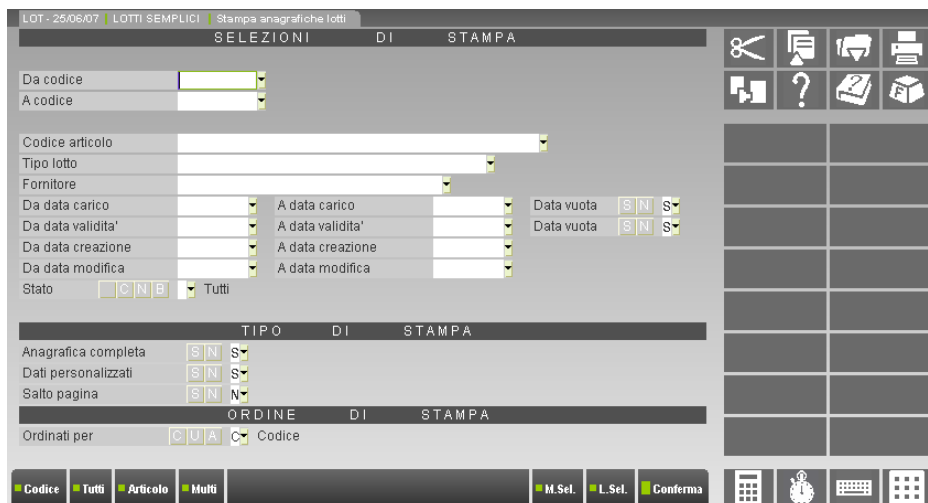 LOT - 25/06/07 LOTTI SEMPLICI Stampa anagrafiche lotti
SELEZIONI DI STAMPA
Da codice
A codice
Codice articolo
Tipo lotto
Fornitore
Da data carico A data carico Data vuota S N S
Da data validita' A data validita' Data vuota S N S
Da data creazione A data creazione
Da data modifica A data modifica
Stato C N B Tutti
TIPO DI STAMPA
Anagrafica completa S N S
Dati personalizzati S N S
Salto pagina S N N
ORDINE DI STAMPA
Ordinati per C U A C Codice
Codice Tutti Articolo Multi M.Sel. L.Sel. Conferma
? ? ? F